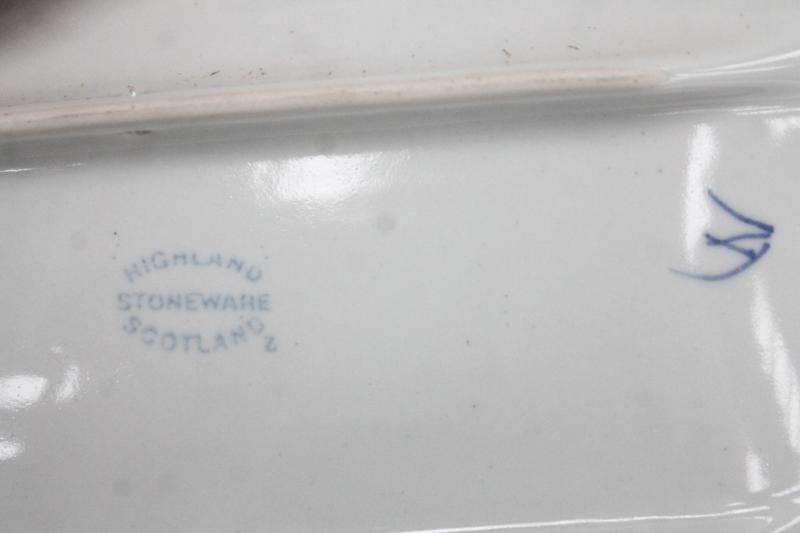 HIGHLAND
STONEWARE
SCOTLAND
Z